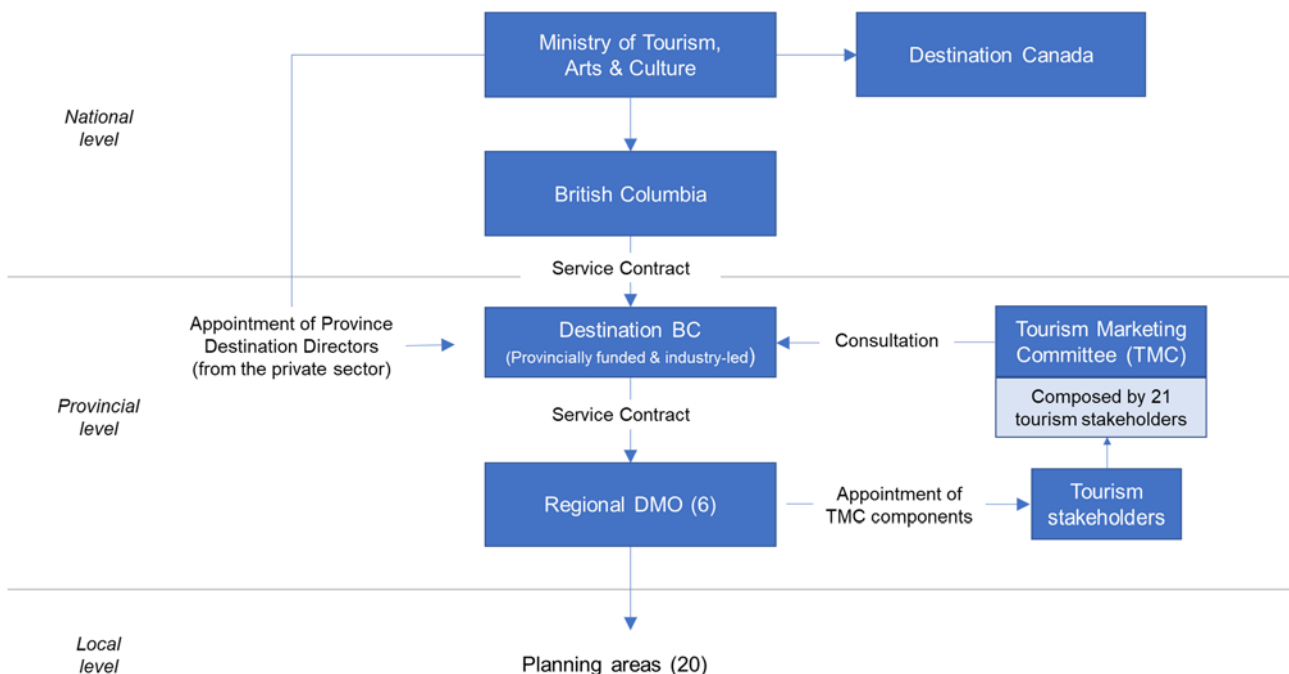 Ministry of Tourism,
Arts & Culture
Destination Canada
National
level
British Columbia
Service Contract
Appointment of Province
Destination Directors
(from the private sector)
Destination BC
(Provincially funded & industry-led)
Consultation
Tourism Marketing
Committee (TMC)
Composed by 21
tourism stakeholders
Provincial
level
Service Contract
Regional DMO (6)
Appointment of
TMC components
Tourism
stakeholders
Local
level
Planning areas (20)